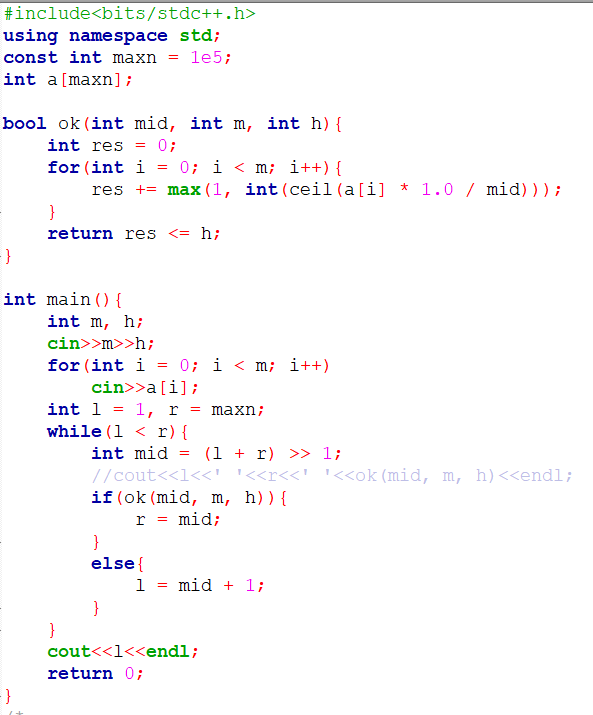 #include<bits/stdc++.h>
using namespace std;
const int maxn = 1e5;
int a[maxn];
bool ok(int mid, int m, int h){
    int res = 0;
    for(int i = 0; i < m; i++){
        res += max(1, int(ceil(a[i] * 1.0 / mid)));
    }
    return res <= h;
}
int main(){
    int m, h;
    cin>>m>>h;
    for(int i = 0; i < m; i++)
        cin>>a[i];
    int l = 1, r = maxn;
    while(l < r){
        int mid = (l + r) >> 1;
        //cout<<l<<' '<<r<<' '<<ok(mid, m, h)<<endl;
        if(ok(mid, m, h)){
            r = mid;
        }
        else{
            l = mid + 1;
        }
    }
    cout<<l<<endl;
    return 0;
}
/*